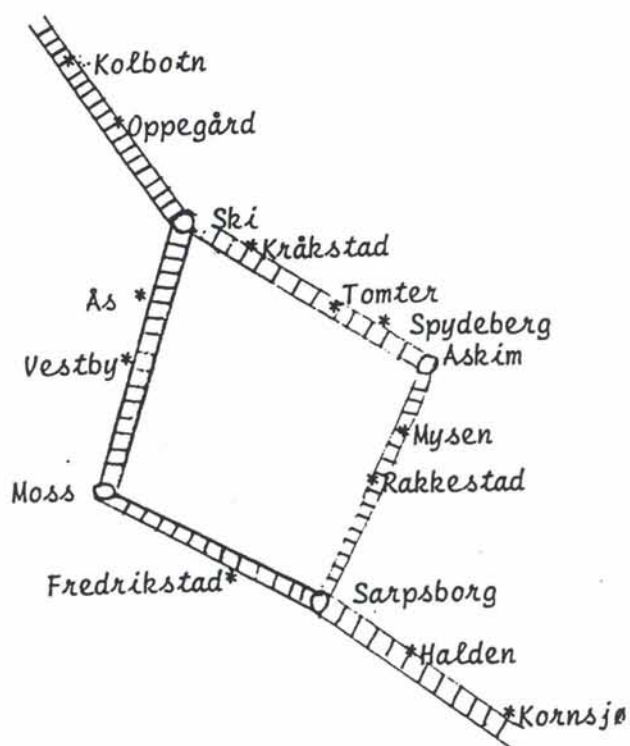 Kolbotn
Oppegård
Ski
Kråkstad
Ås
Tomter
Spydeberg
Vestby
Askim
Mysen
Rakkestad
Moss
Fredrikstad
Sarpsborg
Halden
Kornsjø